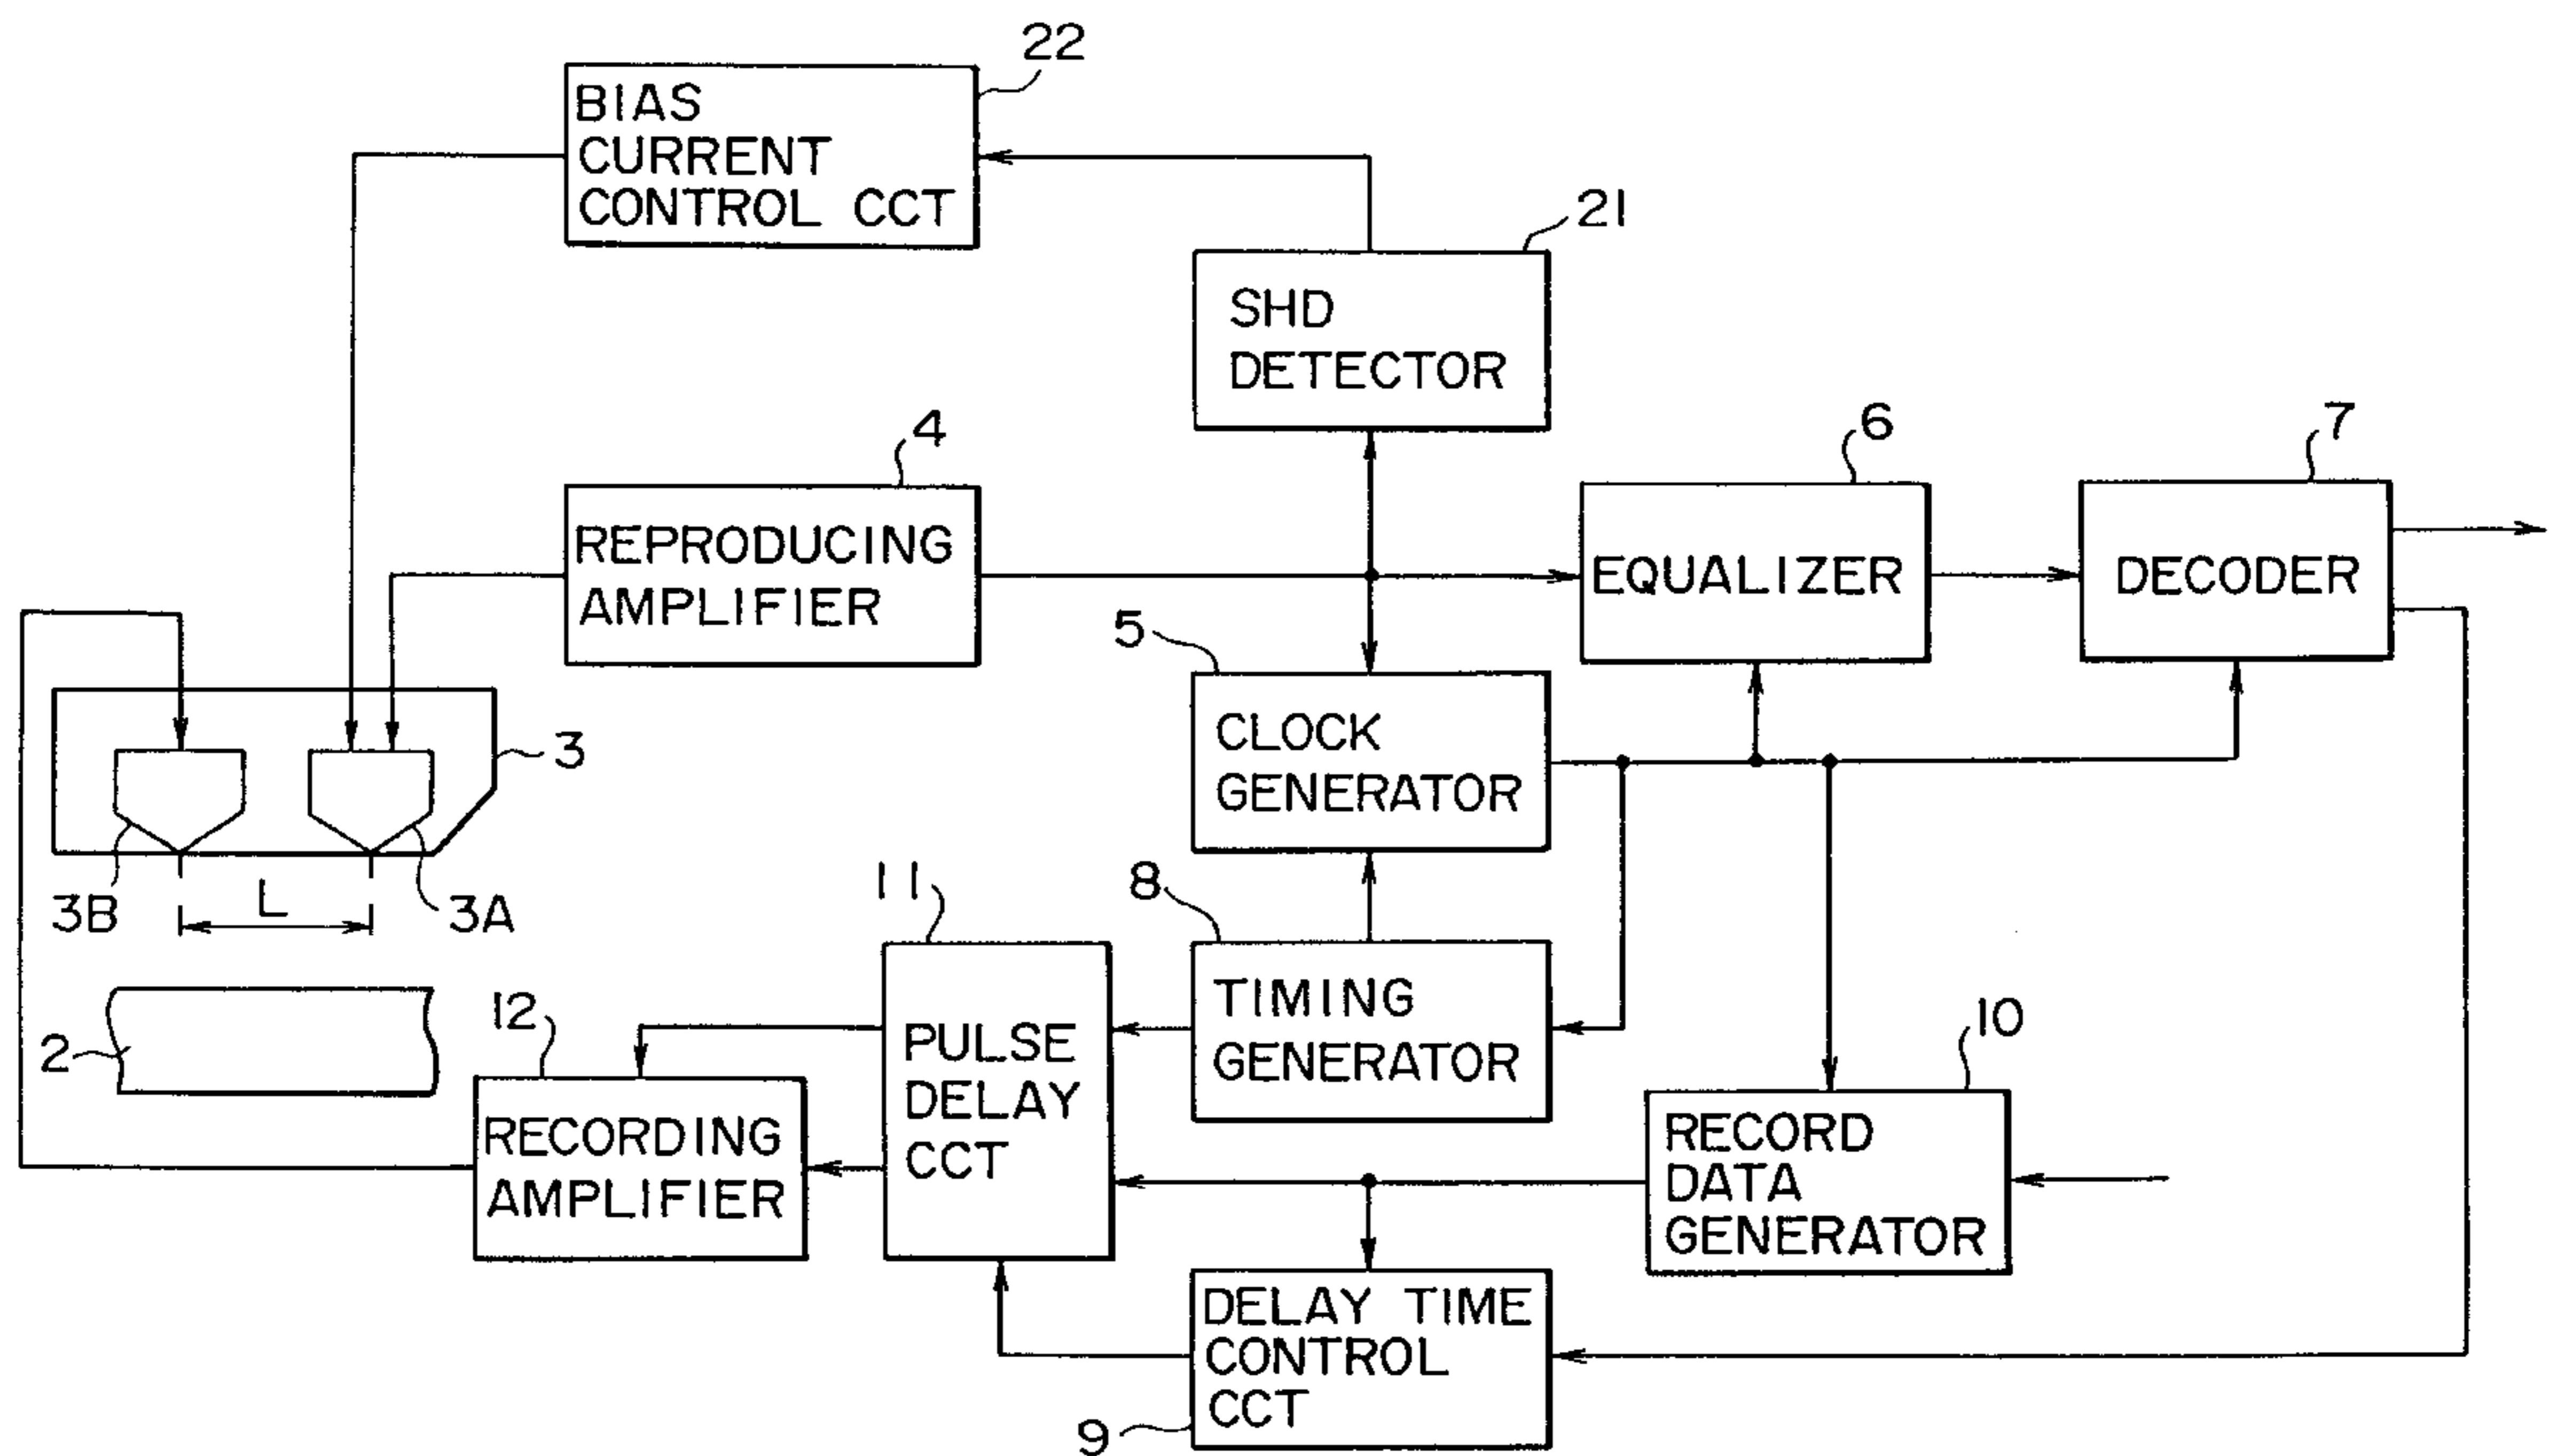 22
BIAS
CURRENT
CONTROL CCT
21
SHD
DETECTOR
4
REPRODUCING
AMPLIFIER
6
EQUALIZER
7
DECODER
5
CLOCK
GENERATOR
3
3B
L
3A
11
PULSE
DELAY
CCT
8
TIMING
GENERATOR
2
12
RECORDING
AMPLIFIER
10
RECORD
DATA
GENERATOR
DELAY TIME
CONTROL
CCT
9